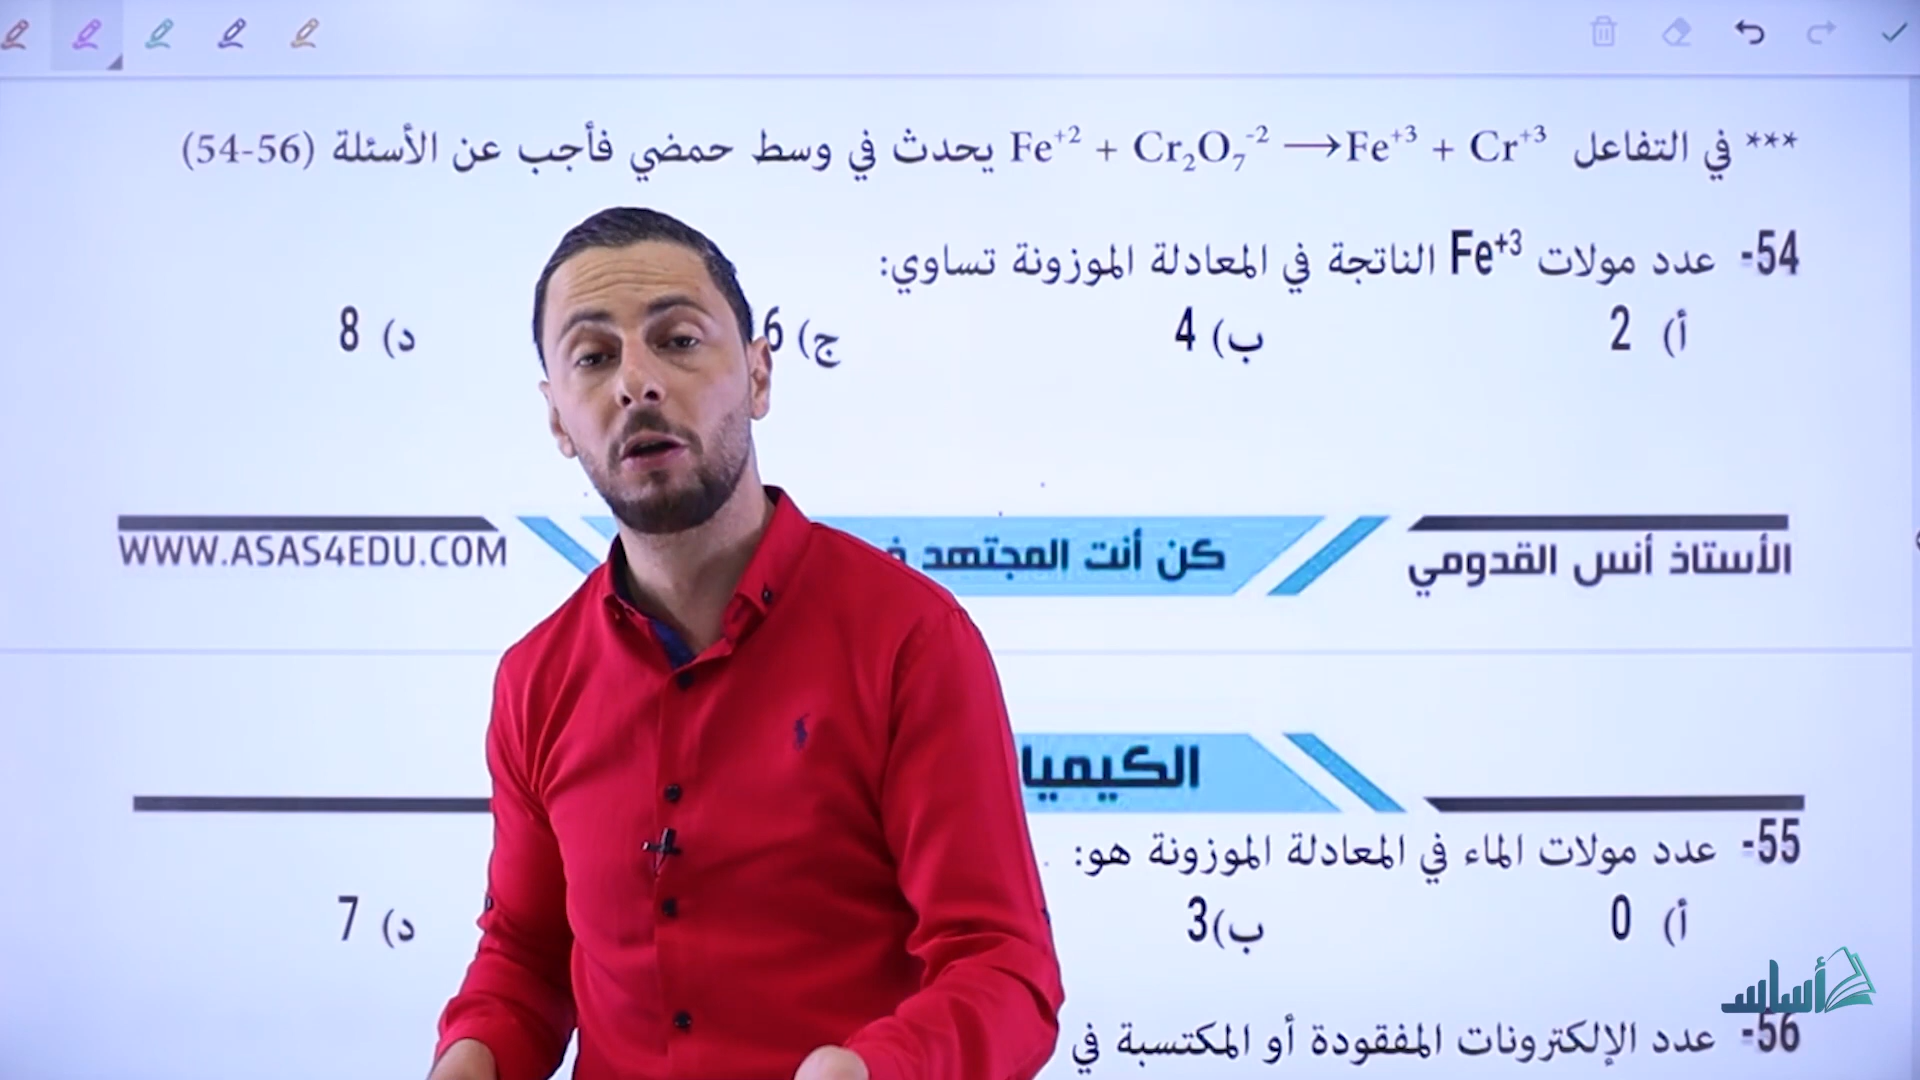 *** في التفاعل Fe⁺² + Cr₂O₇⁻² ⟶ Fe⁺³ + Cr⁺³ يحدث في وسط حمضي فأجب عن الأسئلة (54-56)
54- عدد مولات Fe⁺³ الناتجة في المعادلة الموزونة تساوي:
أ) 2 ب) 4 ج) 6 د) 8
الأستاذ أنس القدومي
كن أنت المجتهد
WWW.ASAS4EDU.COM
55- عدد مولات الماء في المعادلة الموزونة هو:
أ) 0 ب) 3 د) 7
أساس
56- عدد الإلكترونات المفقودة أو المكتسبة في